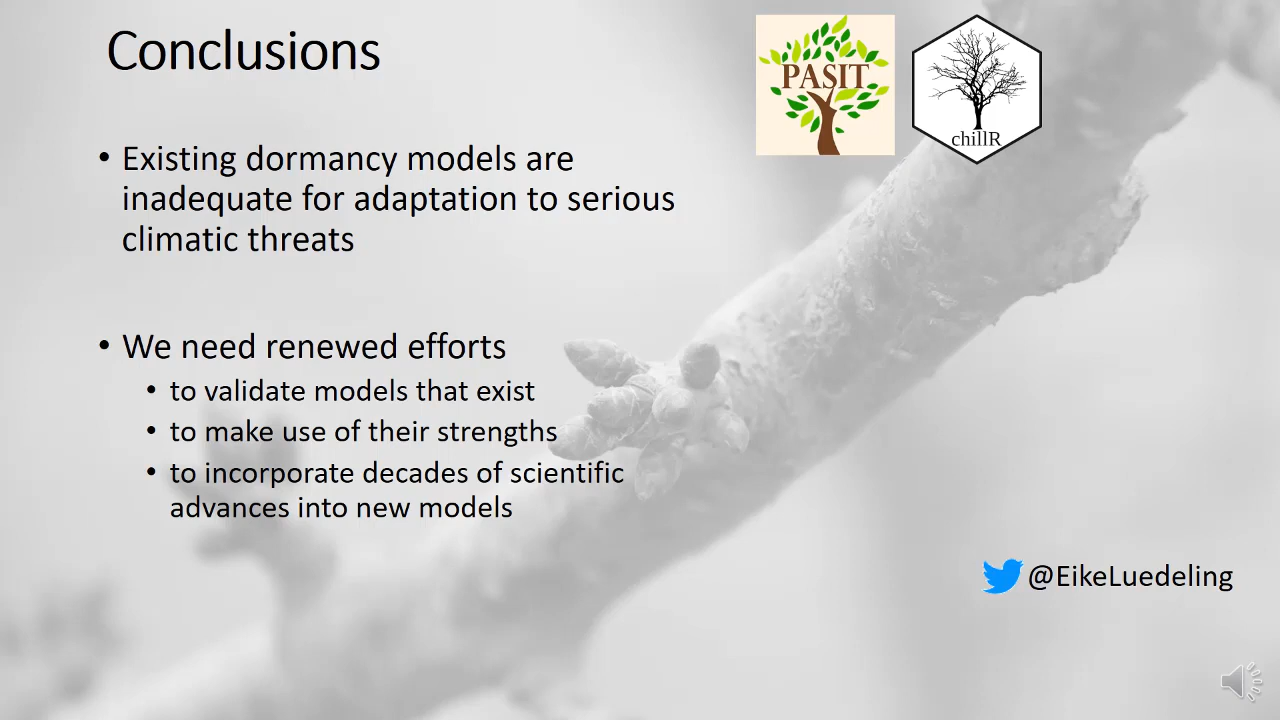 Conclusions
PASIT
chillR
• Existing dormancy models are
inadequate for adaptation to serious
climatic threats
• We need renewed efforts
• to validate models that exist
• to make use of their strengths
• to incorporate decades of scientific
advances into new models
@EikeLuedeling